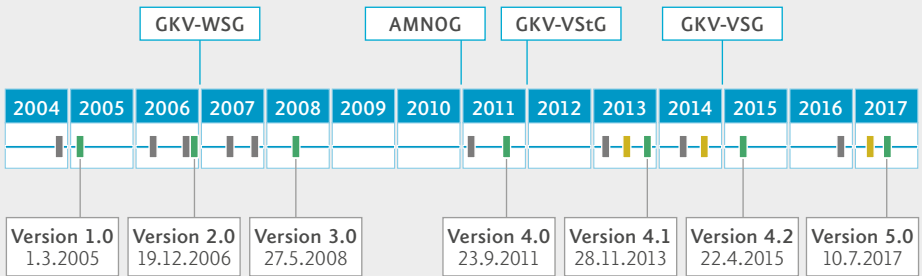 GKV-WSG AMNOG GKV-VStG GKV-VSG
2004 2005 2006 2007 2008 2009 2010 2011 2012 2013 2014 2015 2016 2017
Version 1.0 Version 2.0 Version 3.0 Version 4.0 Version 4.1 Version 4.2 Version 5.0
1.3.2005 19.12.2006 27.5.2008 23.9.2011 28.11.2013 22.4.2015 10.7.2017